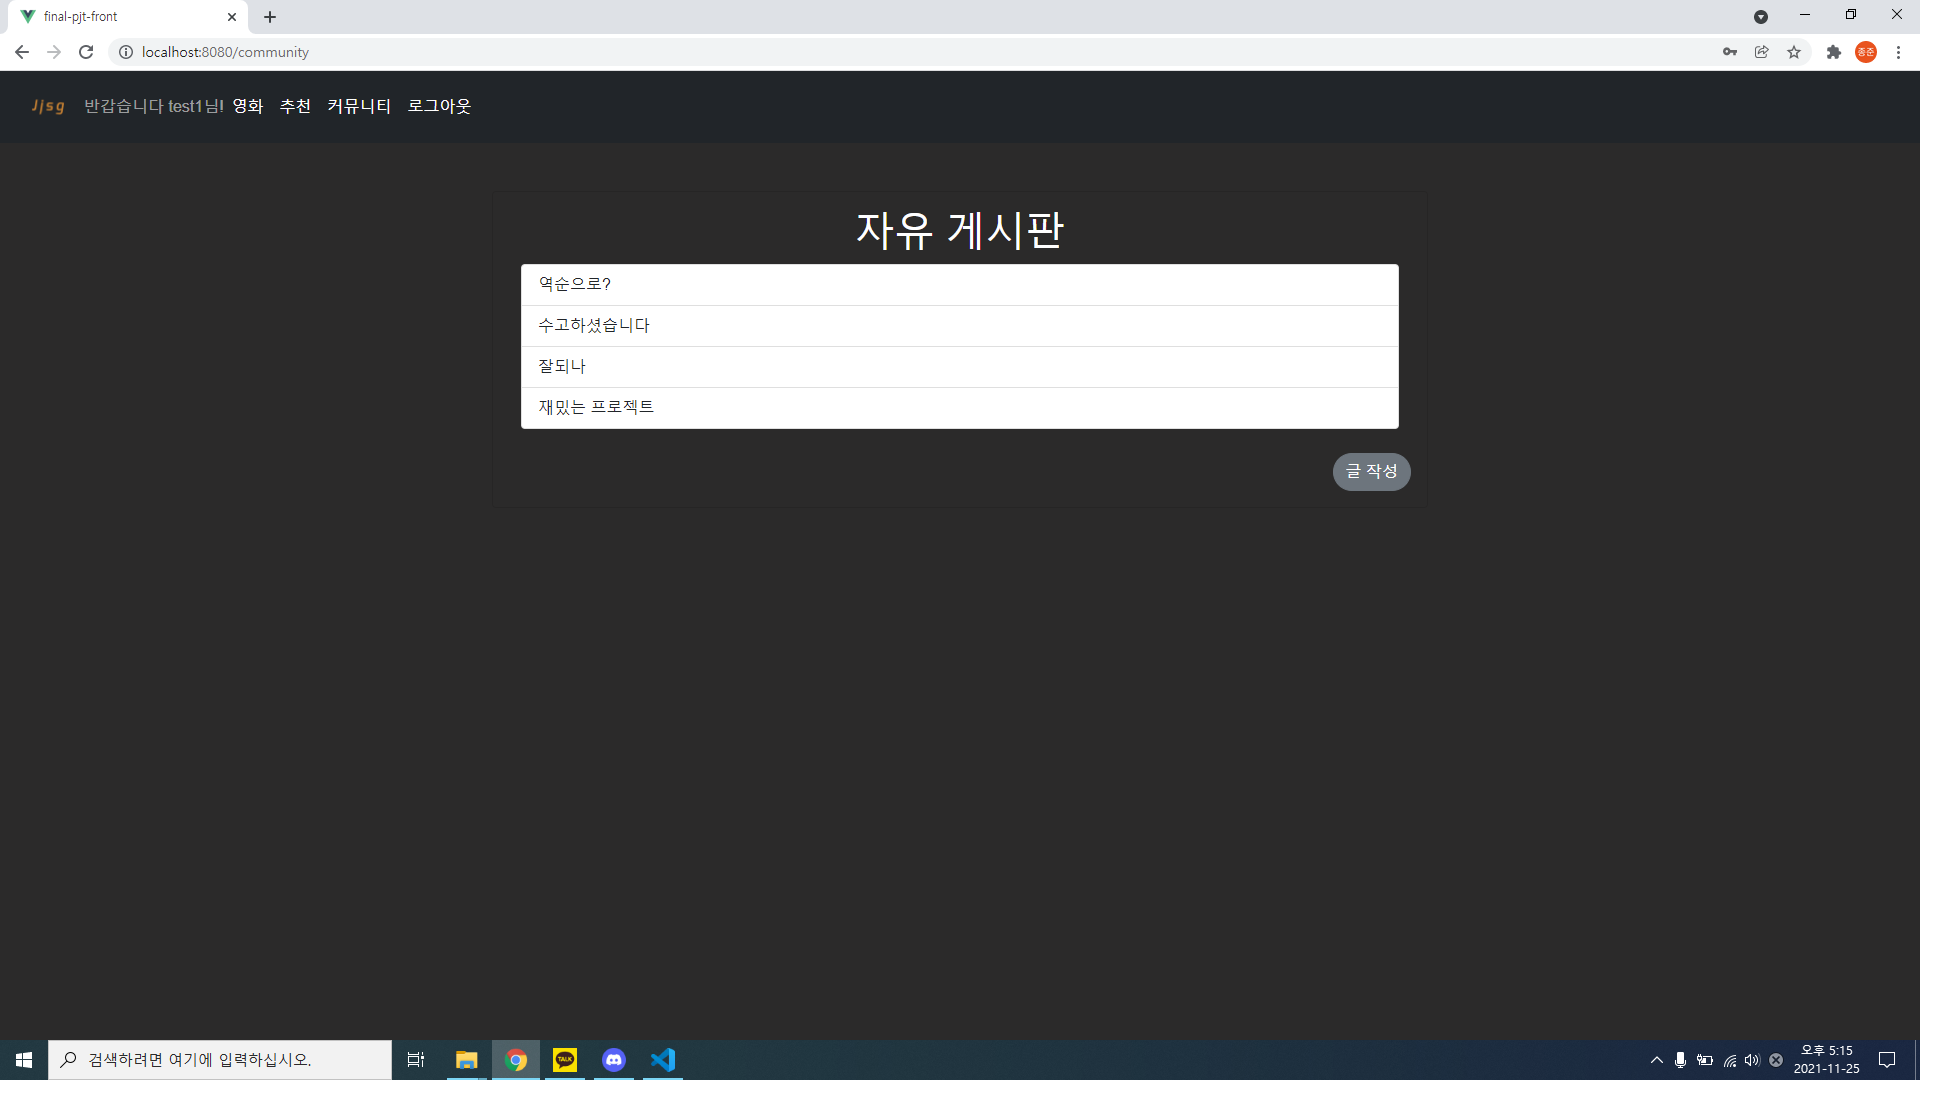 final-pjt-front
localhost:8080/community
종준
Jjsg 반갑습니다 test1님! 영화 추천 커뮤니티 로그아웃
자유 게시판
역순으로?
수고하셨습니다
잘되나
재밌는 프로젝트
글 작성
검색하려면 여기에 입력하십시오.
TALK
오후 5:15
2021-11-25